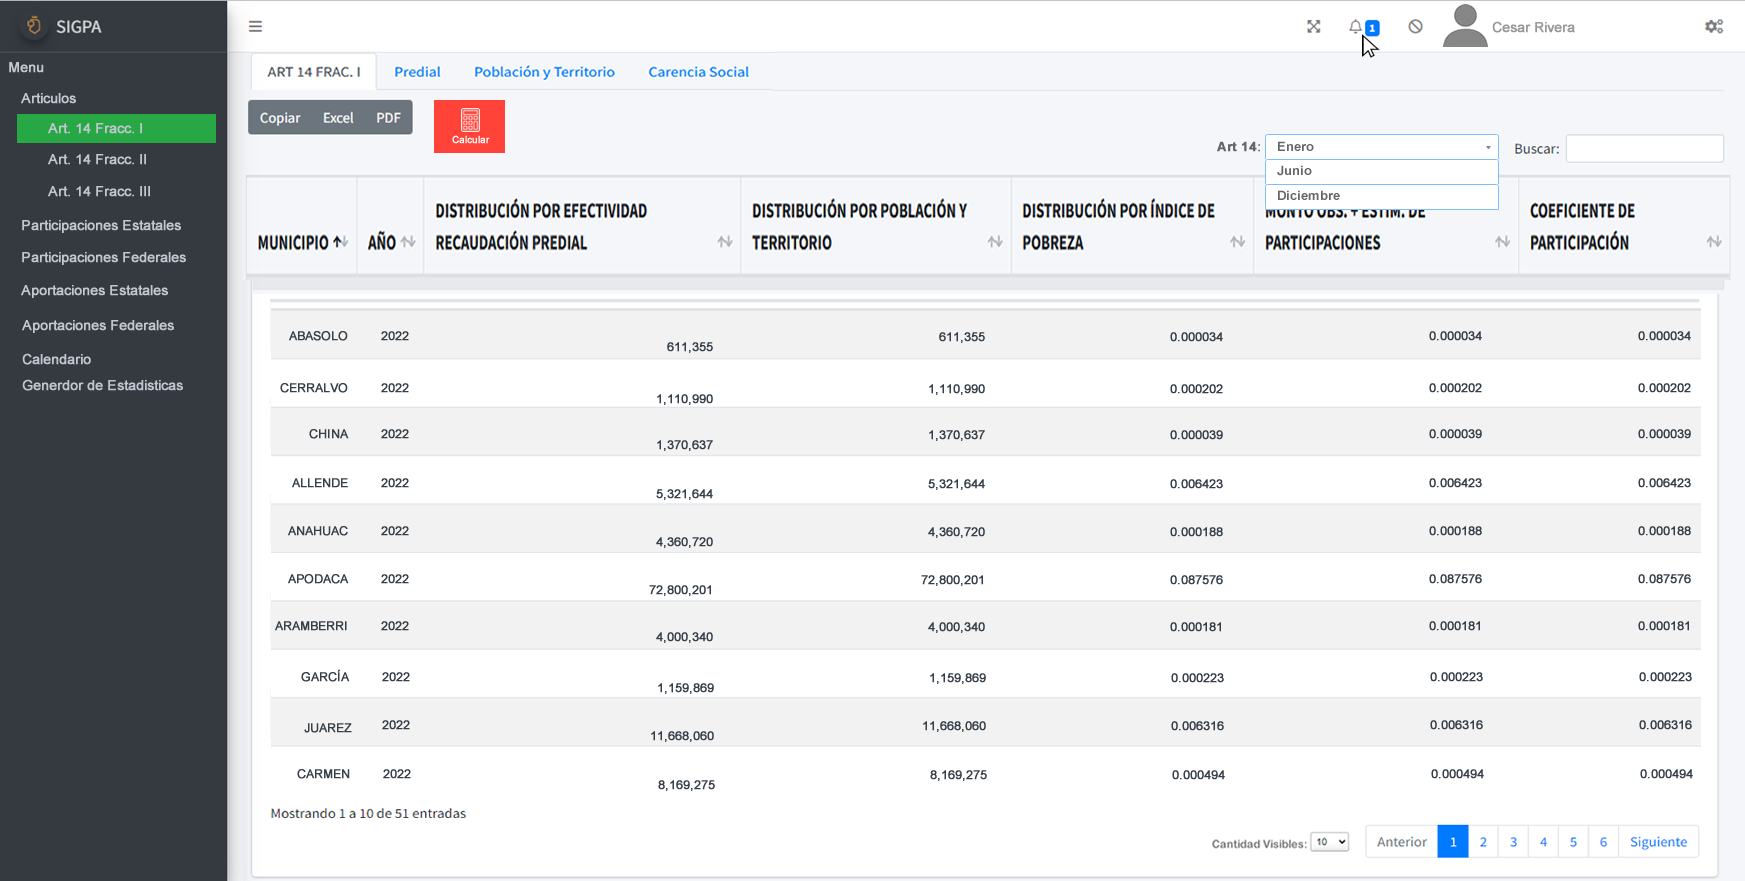 SIGPA
1
Cesar Rivera
Menu
Articulos
Art. 14 Fracc. I
Art. 14 Fracc. II
Art. 14 Fracc. III
Participaciones Estatales
Participaciones Federales
Aportaciones Estatales
Aportaciones Federales
Calendario
Generdor de Estadisticas
ART 14 FRAC. I Predial Población y Territorio Carencia Social
Copiar Excel PDF
Calcular
Art 14: Enero
Junio
Diciembre
Buscar:
MUNICIPIO
AÑO
DISTRIBUCIÓN POR EFECTIVIDAD
RECAUDACIÓN PREDIAL
DISTRIBUCIÓN POR POBLACIÓN Y
TERRITORIO
DISTRIBUCIÓN POR ÍNDICE DE
POBREZA
MONTO OBS. + ESTIM. DE
PARTICIPACIONES
COEFICIENTE DE
PARTICIPACIÓN
ABASOLO 2022 611,355 611,355 0.000034 0.000034 0.000034
CERRALVO 2022 1,110,990 1,110,990 0.000202 0.000202 0.000202
CHINA 2022 1,370,637 1,370,637 0.000039 0.000039 0.000039
ALLENDE 2022 5,321,644 5,321,644 0.006423 0.006423 0.006423
ANAHUAC 2022 4,360,720 4,360,720 0.000188 0.000188 0.000188
APODACA 2022 72,800,201 72,800,201 0.087576 0.087576 0.087576
ARAMBERRI 2022 4,000,340 4,000,340 0.000181 0.000181 0.000181
GARCÍA 2022 1,159,869 1,159,869 0.000223 0.000223 0.000223
JUAREZ 2022 11,668,060 11,668,060 0.006316 0.006316 0.006316
CARMEN 2022 8,169,275 8,169,275 0.000494 0.000494 0.000494
Mostrando 1 a 10 de 51 entradas
Cantidad Visibles: 10
Anterior 1 2 3 4 5 6 Siguiente